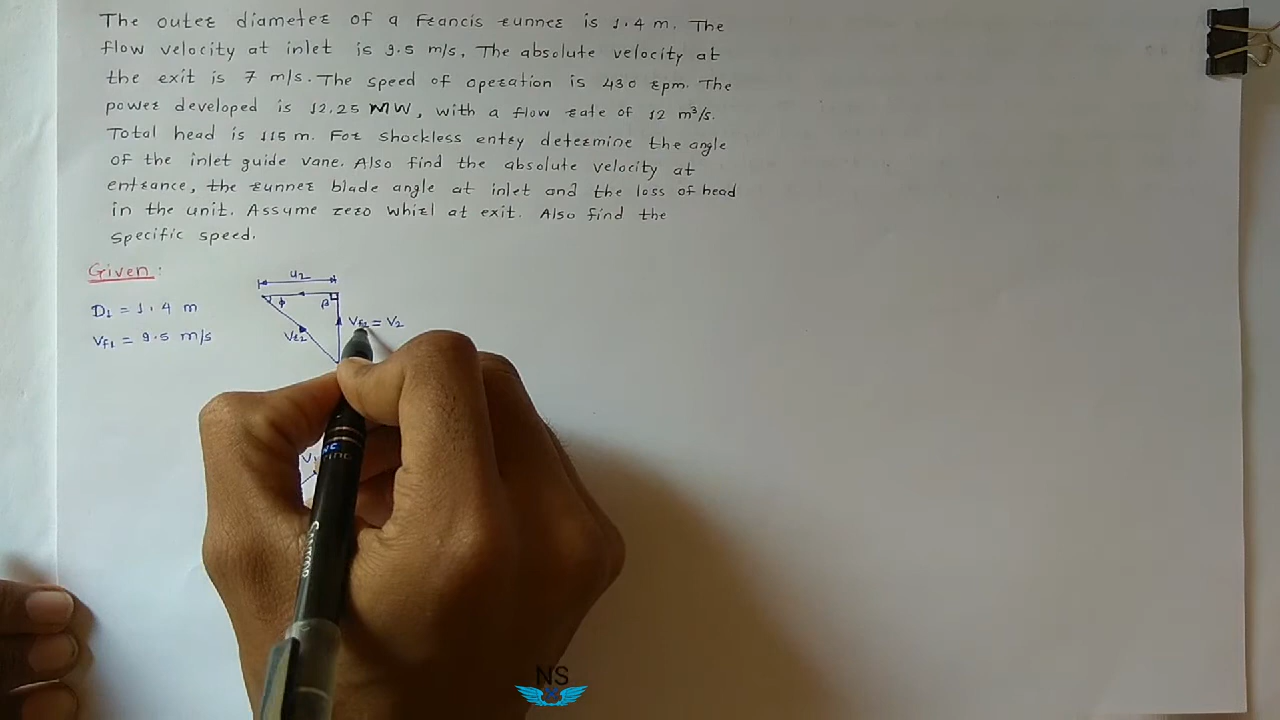 The outer diameter of a Francis runner is 1.4 m. The
flow velocity at inlet is 9.5 m/s. The absolute velocity at
the exit is 7 m/s. The speed of operation is 430 rpm. The
power developed is 12.25 MW, with a flow rate of 12 m³/s.
Total head is 115 m. For shockless entry determine the angle
of the inlet guide vane. Also find the absolute velocity at
entrance, the runner blade angle at inlet and the loss of head
in the unit. Assume zero whirl at exit. Also find the
specific speed.
Given:
u2
D1 = 1.4 m
φ β
Vf2 = V2
Vf1 = 9.5 m/s
Vr2
V1
NS